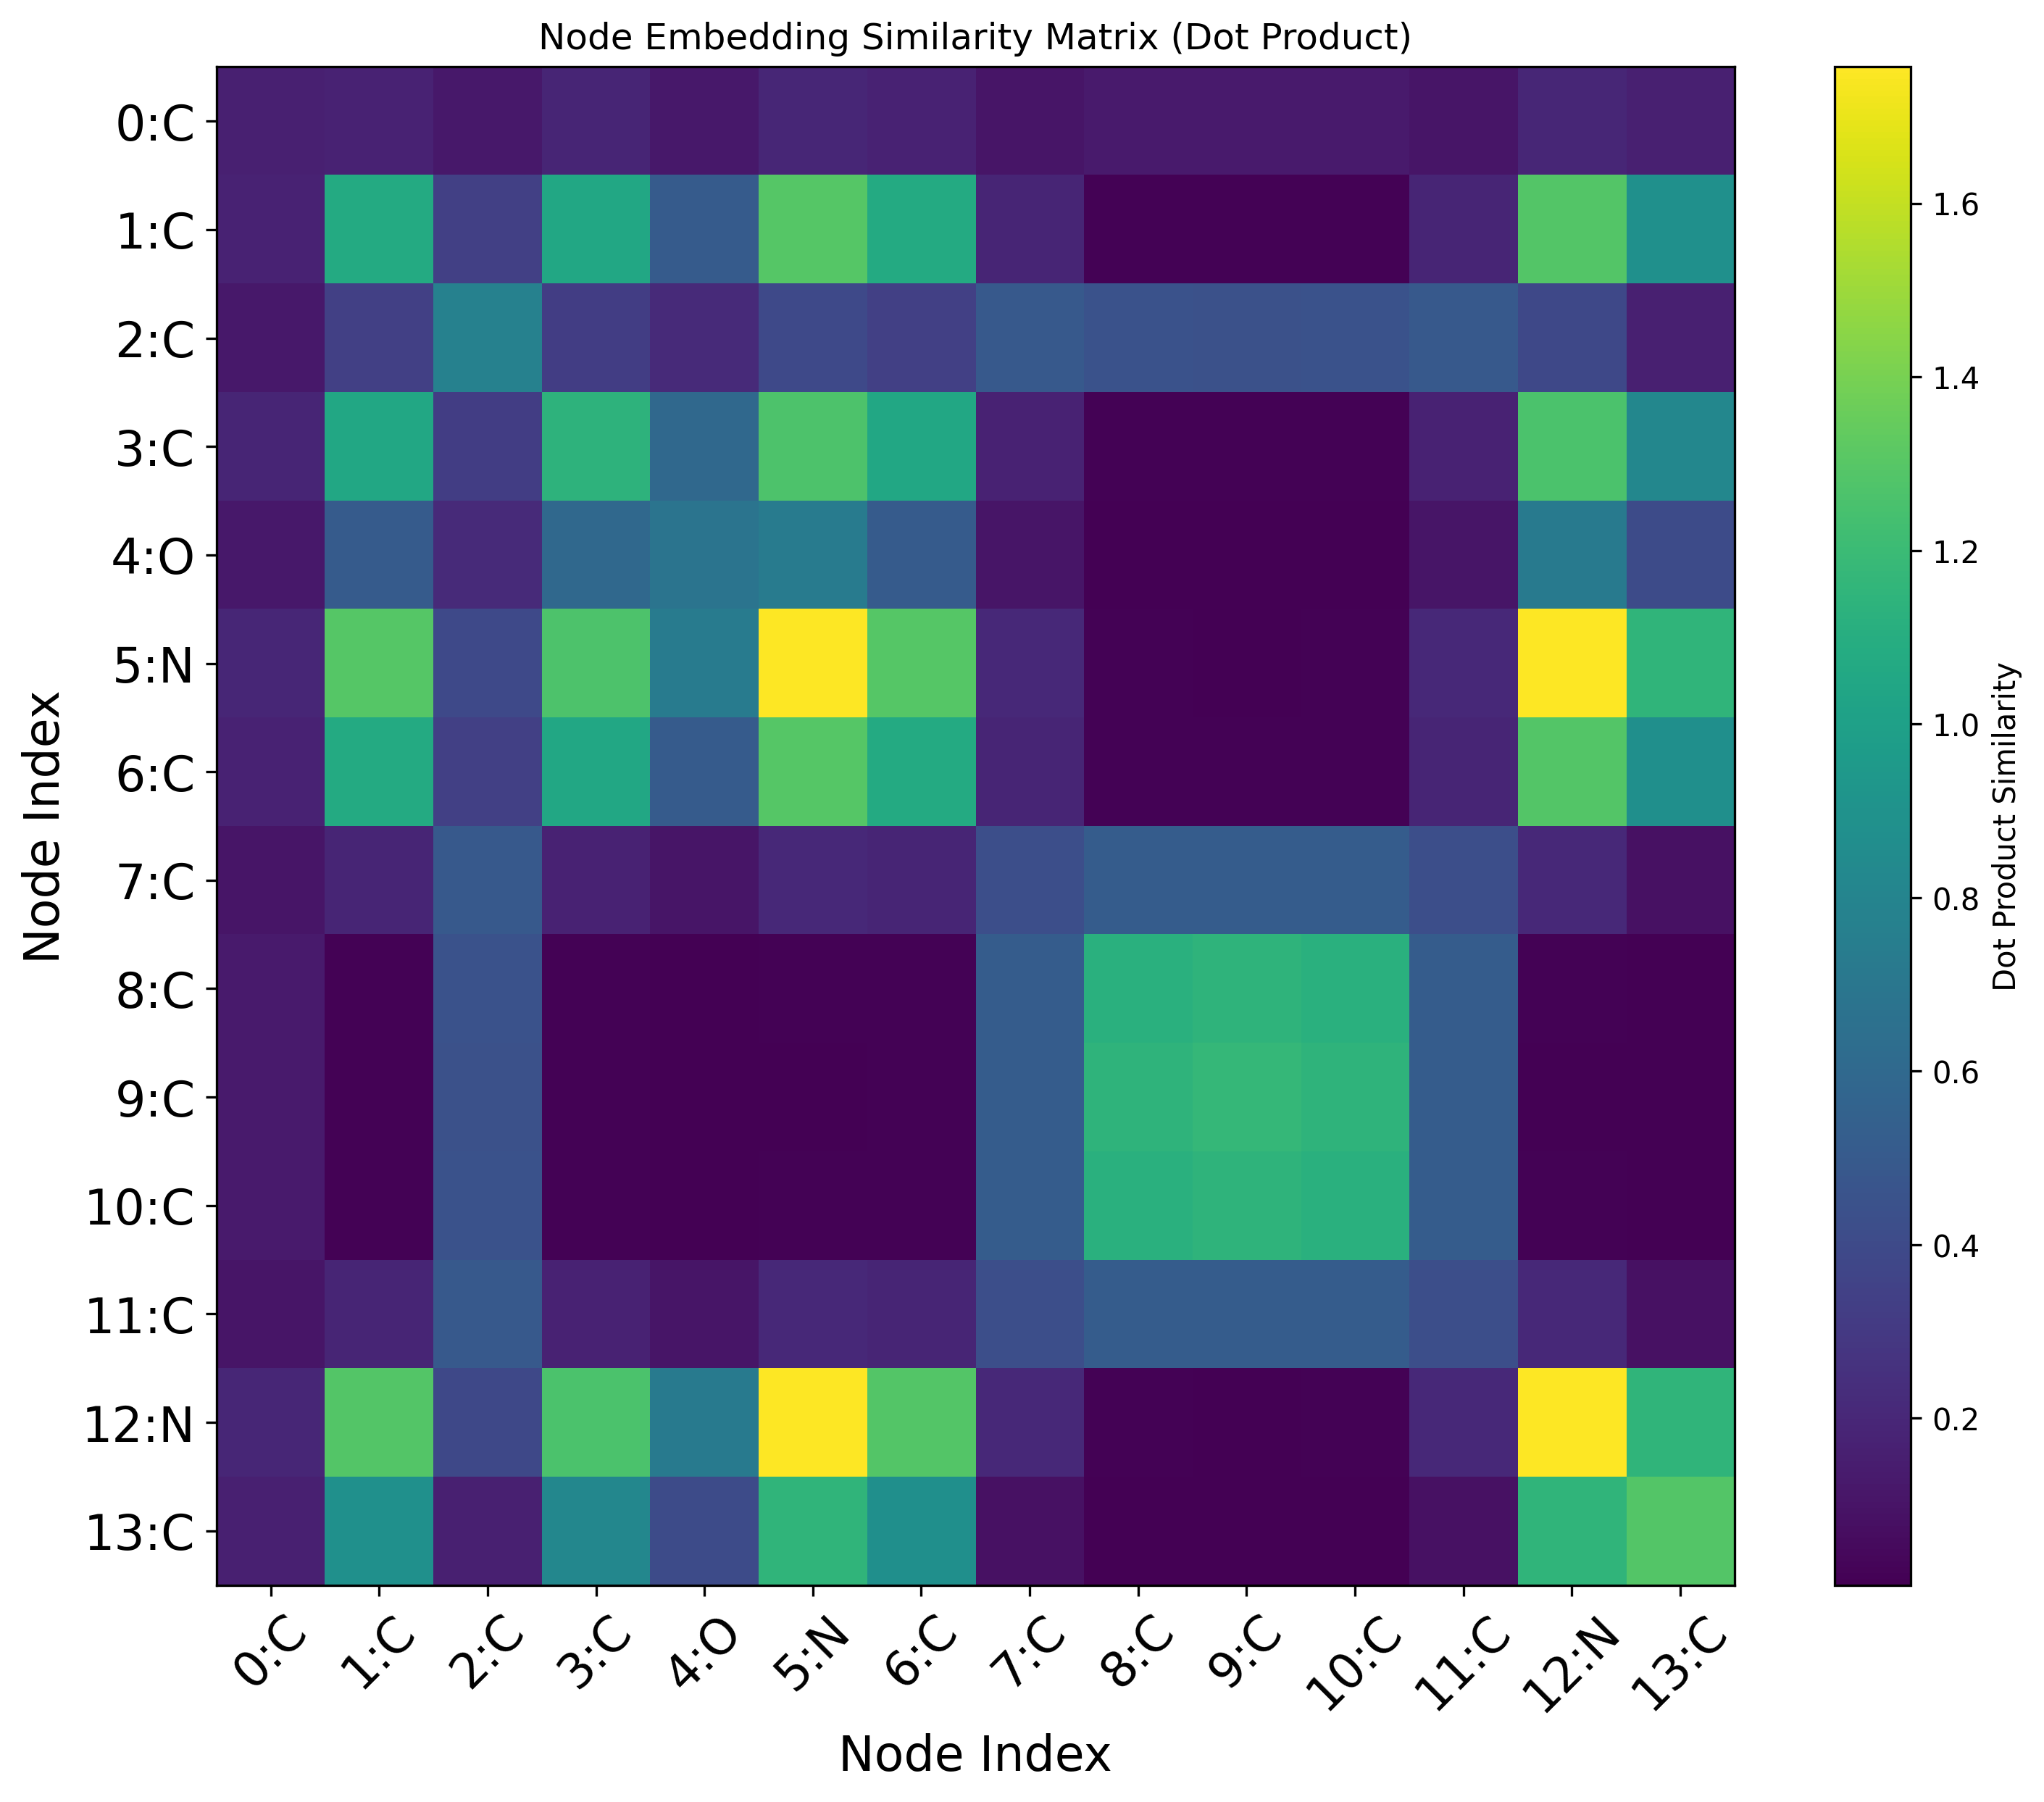 Node Embedding Similarity Matrix (Dot Product)
0:C
1:C
2:C
3:C
4:O
5:N
6:C
7:C
8:C
9:C
10:C
11:C
12:N
13:C
Node Index
0:C 1:C 2:C 3:C 4:O 5:N 6:C 7:C 8:C 9:C 10:C 11:C 12:N 13:C
Node Index
1.6
1.4
1.2
1.0
0.8
0.6
0.4
0.2
Dot Product Similarity